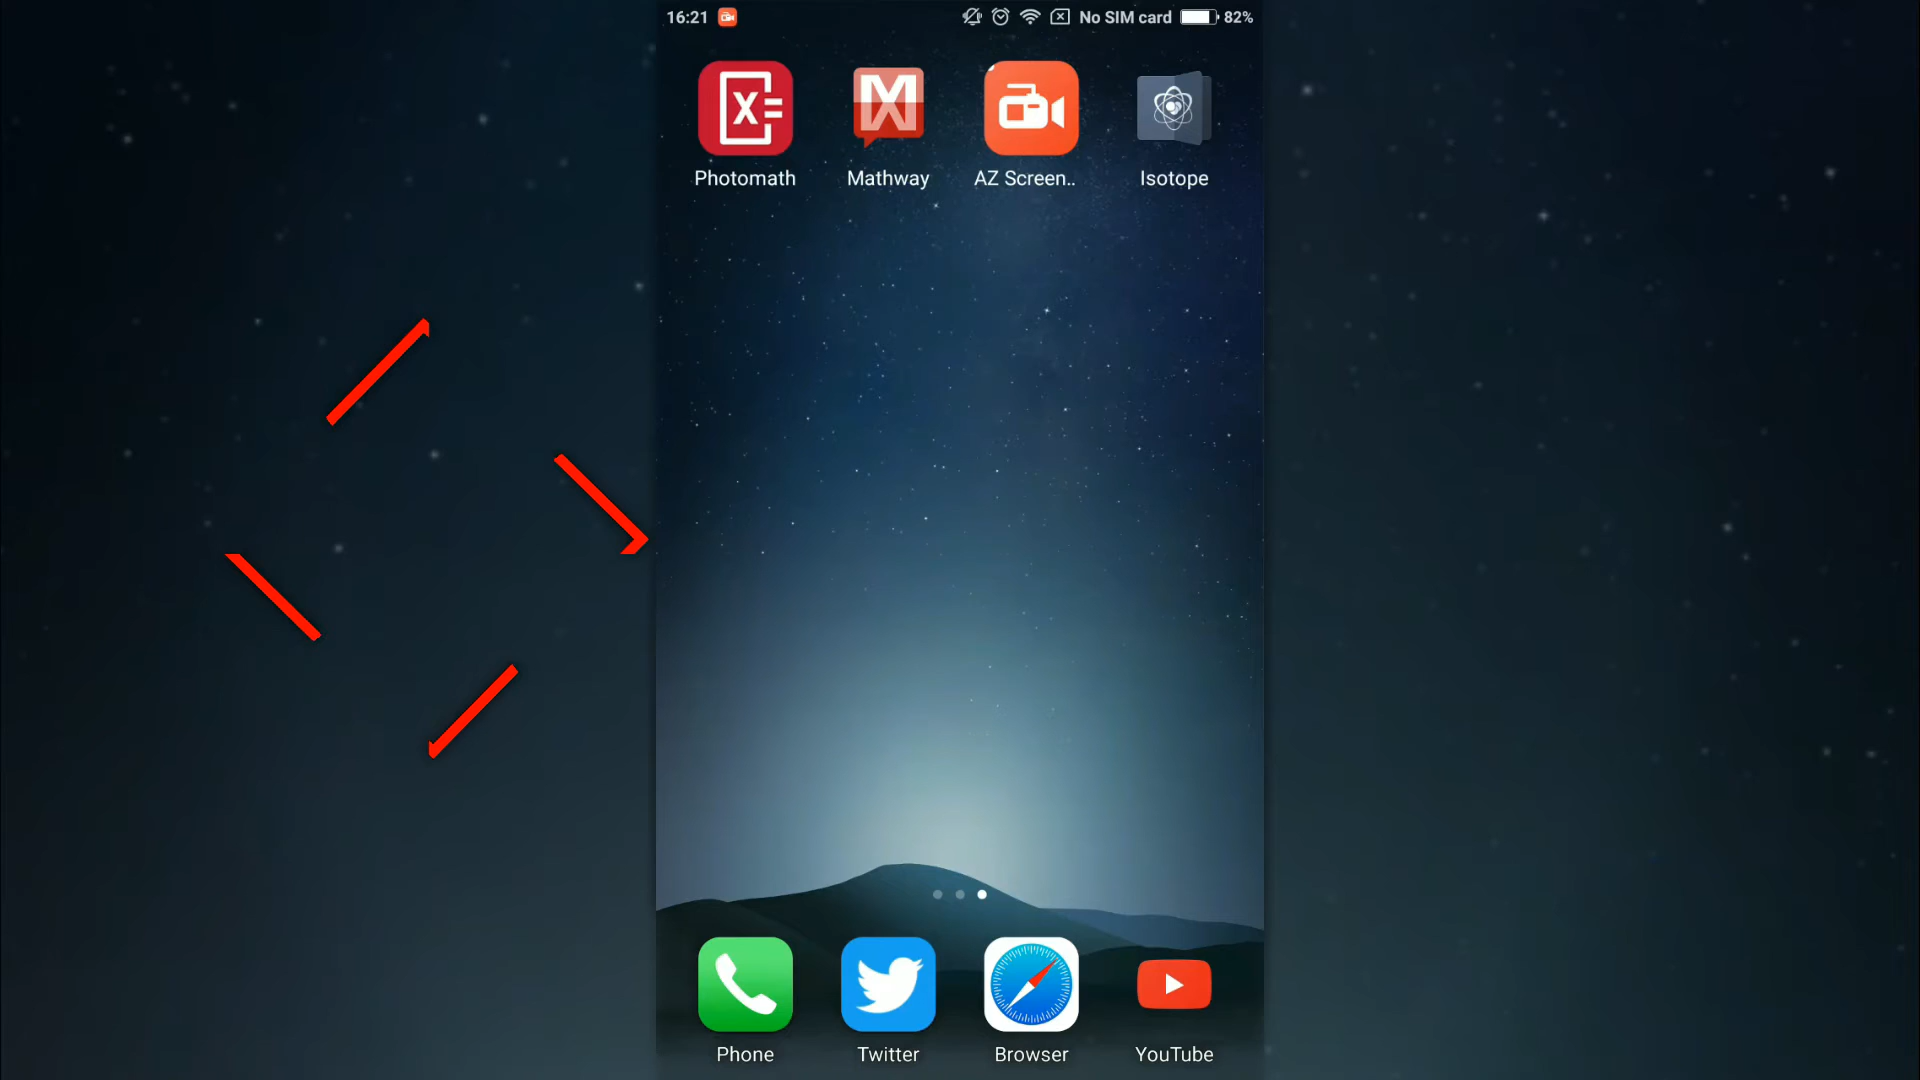 16:21 No SIM card 82%
Photomath Mathway AZ Screen.. Isotope
Phone Twitter Browser YouTube